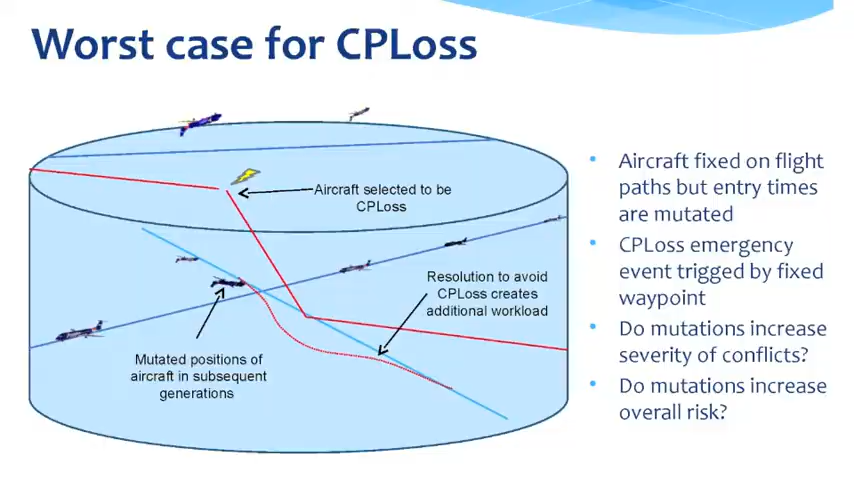 Worst case for CPLoss
Aircraft selected to be
CPLoss
Resolution to avoid
CPLoss creates
additional workload
Mutated positions of
aircraft in subsequent
generations
• Aircraft fixed on flight
paths but entry times
are mutated
• CPLoss emergency
event trigged by fixed
waypoint
• Do mutations increase
severity of conflicts?
• Do mutations increase
overall risk?